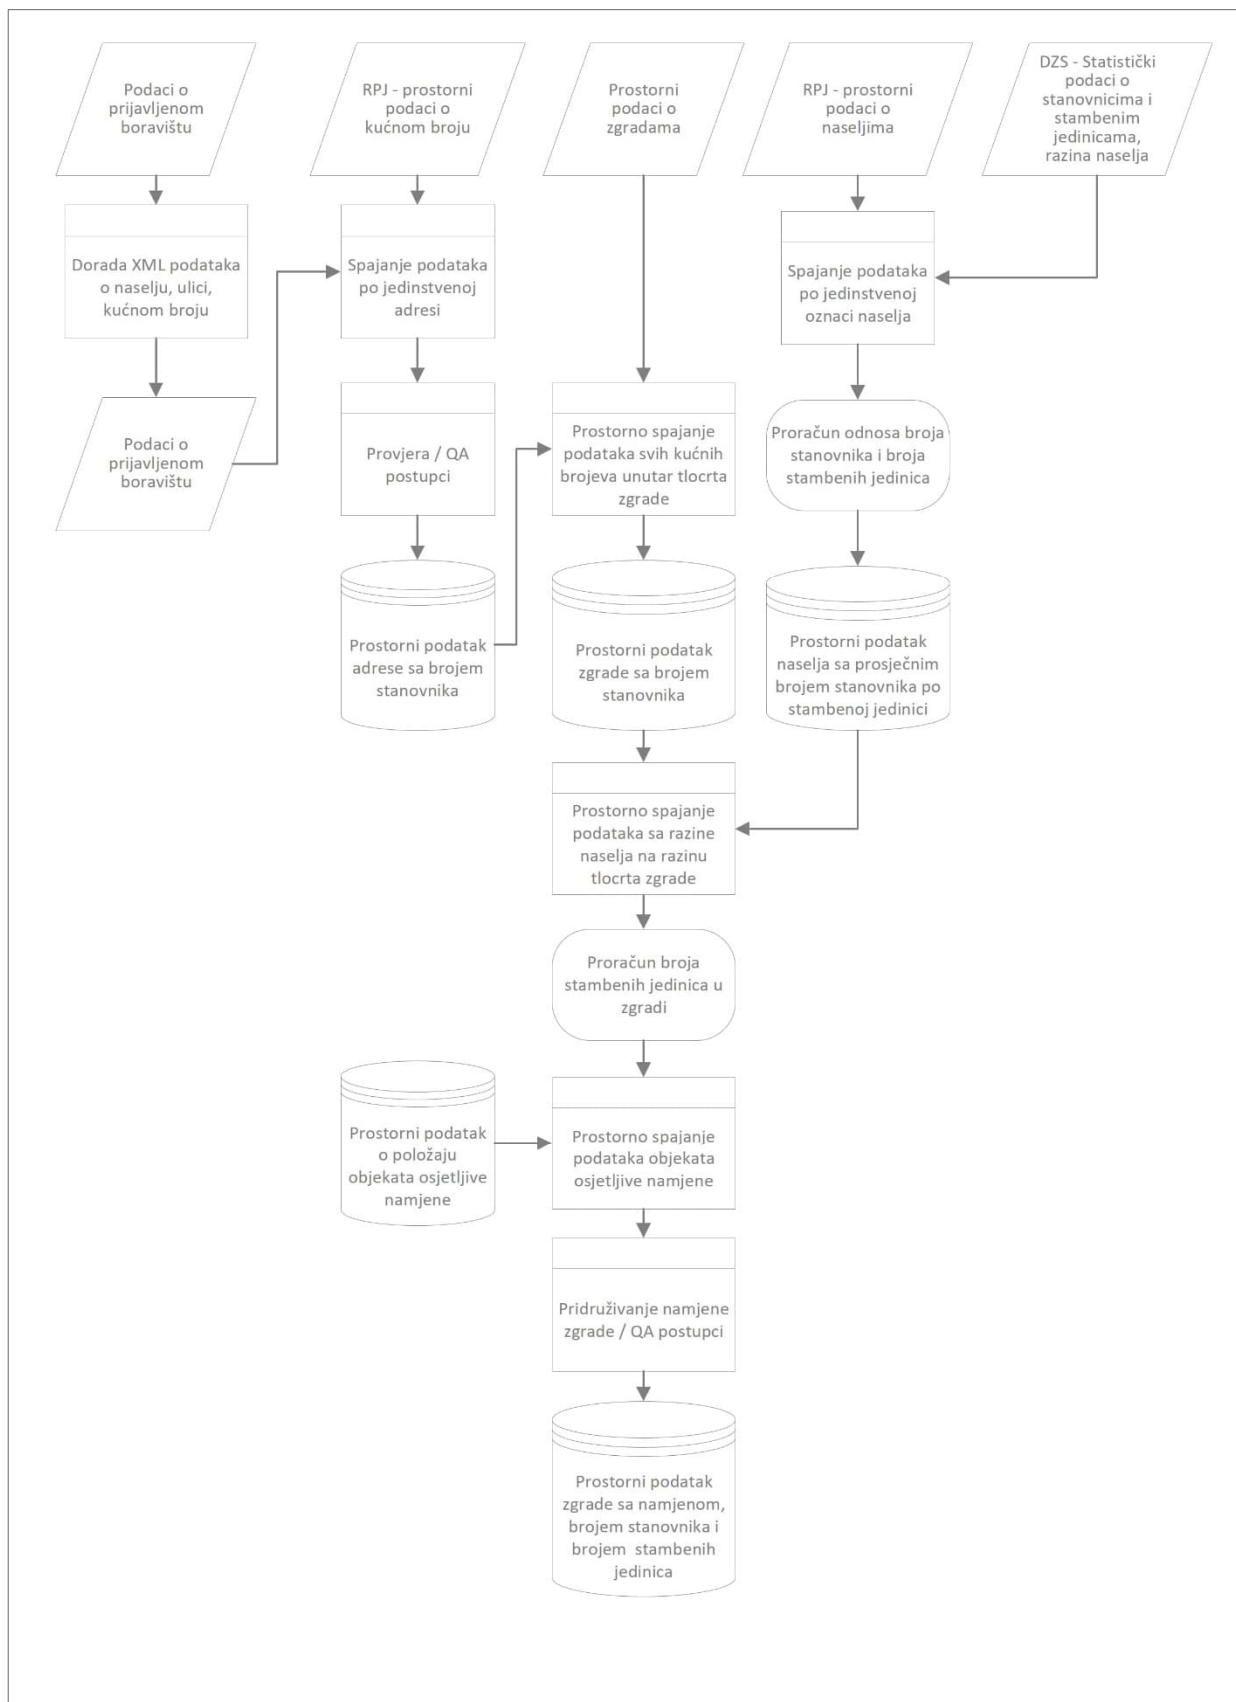 Podaci o
prijavljenom
boravištu
RPJ - prostorni
podaci o
kućnom broju
Prostorni
podaci o
zgradama
RPJ - prostorni
podaci o
naseljima
DZS - Statistički
podaci o
stanovnicima i
stambenim
jedinicama,
razina naselja
Dorada XML podataka
o naselju, ulici,
kućnom broju
Spajanje podataka
po jedinstvenoj
adresi
Spajanje podataka
po jedinstvenoj
oznaci naselja
Podaci o
prijavljenom
boravištu
Provjera / QA
postupci
Prostorno spajanje
podataka svih kućnih
brojeva unutar tlocrta
zgrade
Proračun odnosa broja
stanovnika i broja
stambenih jedinica
Prostorni podatak
adrese sa brojem
stanovnika
Prostorni podatak
zgrade sa brojem
stanovnika
Prostorni podatak
naselja sa prosječnim
brojem stanovnika po
stambenoj jedinici
Prostorno spajanje
podataka sa razine
naselja na razinu
tlocrta zgrade
Proračun broja
stambenih jedinica u
zgradi
Prostorni podatak
o položaju
objekata osjetljive
namjene
Prostorno spajanje
podataka objekata
osjetljive namjene
Pridruživanje namjene
zgrade / QA postupci
Prostorni podatak
zgrade sa namjenom,
brojem stanovnika i
brojem stambenih
jedinica